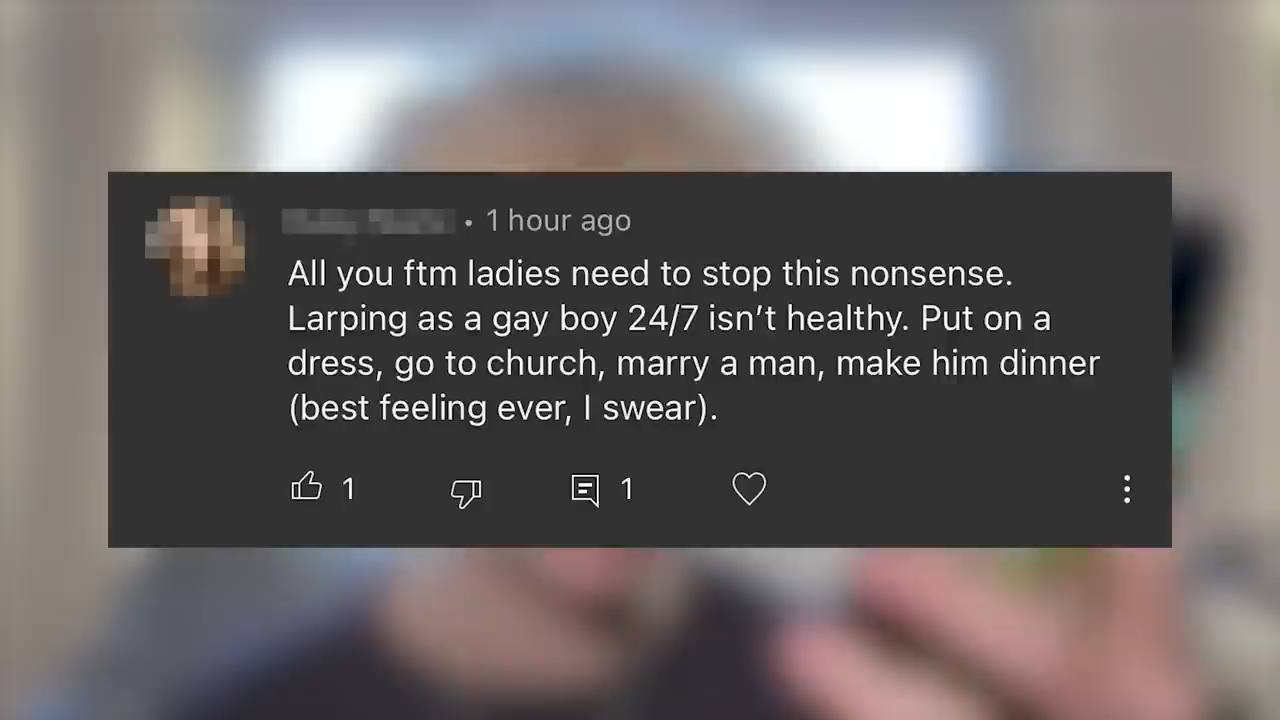 • 1 hour ago
All you ftm ladies need to stop this nonsense.
Larping as a gay boy 24/7 isn’t healthy. Put on a
dress, go to church, marry a man, make him dinner
(best feeling ever, I swear).
1 1